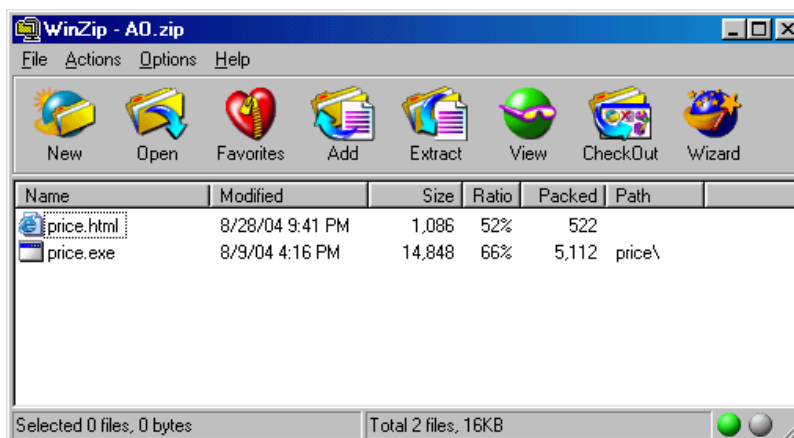 WinZip - AO.zip
File Actions Options Help
New Open Favorites Add Extract View CheckOut Wizard
Name Modified Size Ratio Packed Path
price.html 8/28/04 9:41 PM 1,086 52% 522
price.exe 8/9/04 4:16 PM 14,848 66% 5,112 price\
Selected 0 files, 0 bytes Total 2 files, 16KB